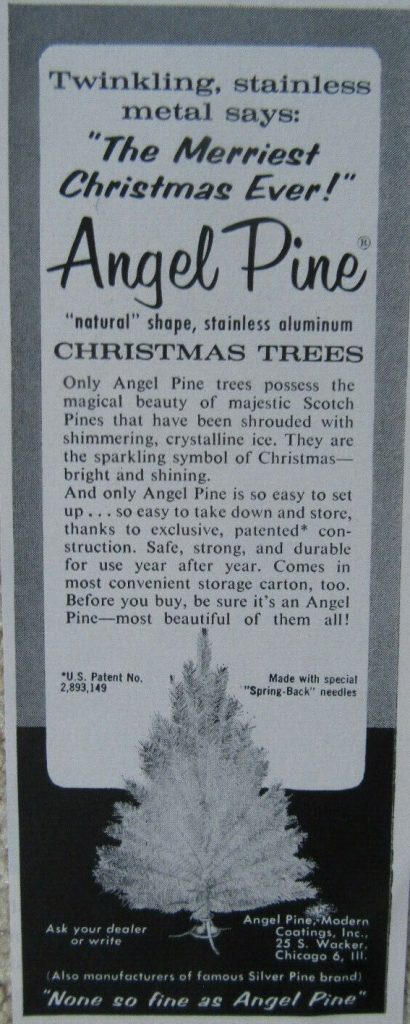 Twinkling, stainless
metal says:
"The Merriest
Christmas Ever!"
Angel Pine®
"natural" shape, stainless aluminum
CHRISTMAS TREES
Only Angel Pine trees possess the
magical beauty of majestic Scotch
Pines that have been shrouded with
shimmering, crystalline ice. They are
the sparkling symbol of Christmas—
bright and shining.
And only Angel Pine is so easy to set
up . . . so easy to take down and store,
thanks to exclusive, patented* con-
struction. Safe, strong, and durable
for use year after year. Comes in
most convenient storage carton, too.
Before you buy, be sure it's an Angel
Pine—most beautiful of them all!
*U.S. Patent No.
2,893,149
Made with special
"Spring-Back" needles
Ask your dealer
or write
Angel Pine, Modern
Coatings, Inc.,
25 S. Wacker,
Chicago 6, Ill.
(Also manufacturers of famous Silver Pine brand)
"None so fine as Angel Pine"